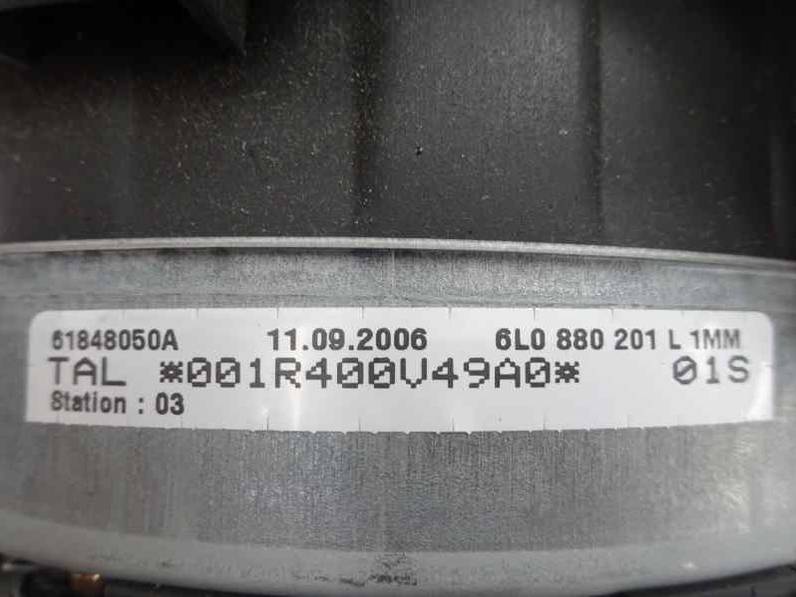 61848050A 11.09.2006 6L0 880 201 L 1MM
TAL *001R400V49A0* 01S
Station : 03